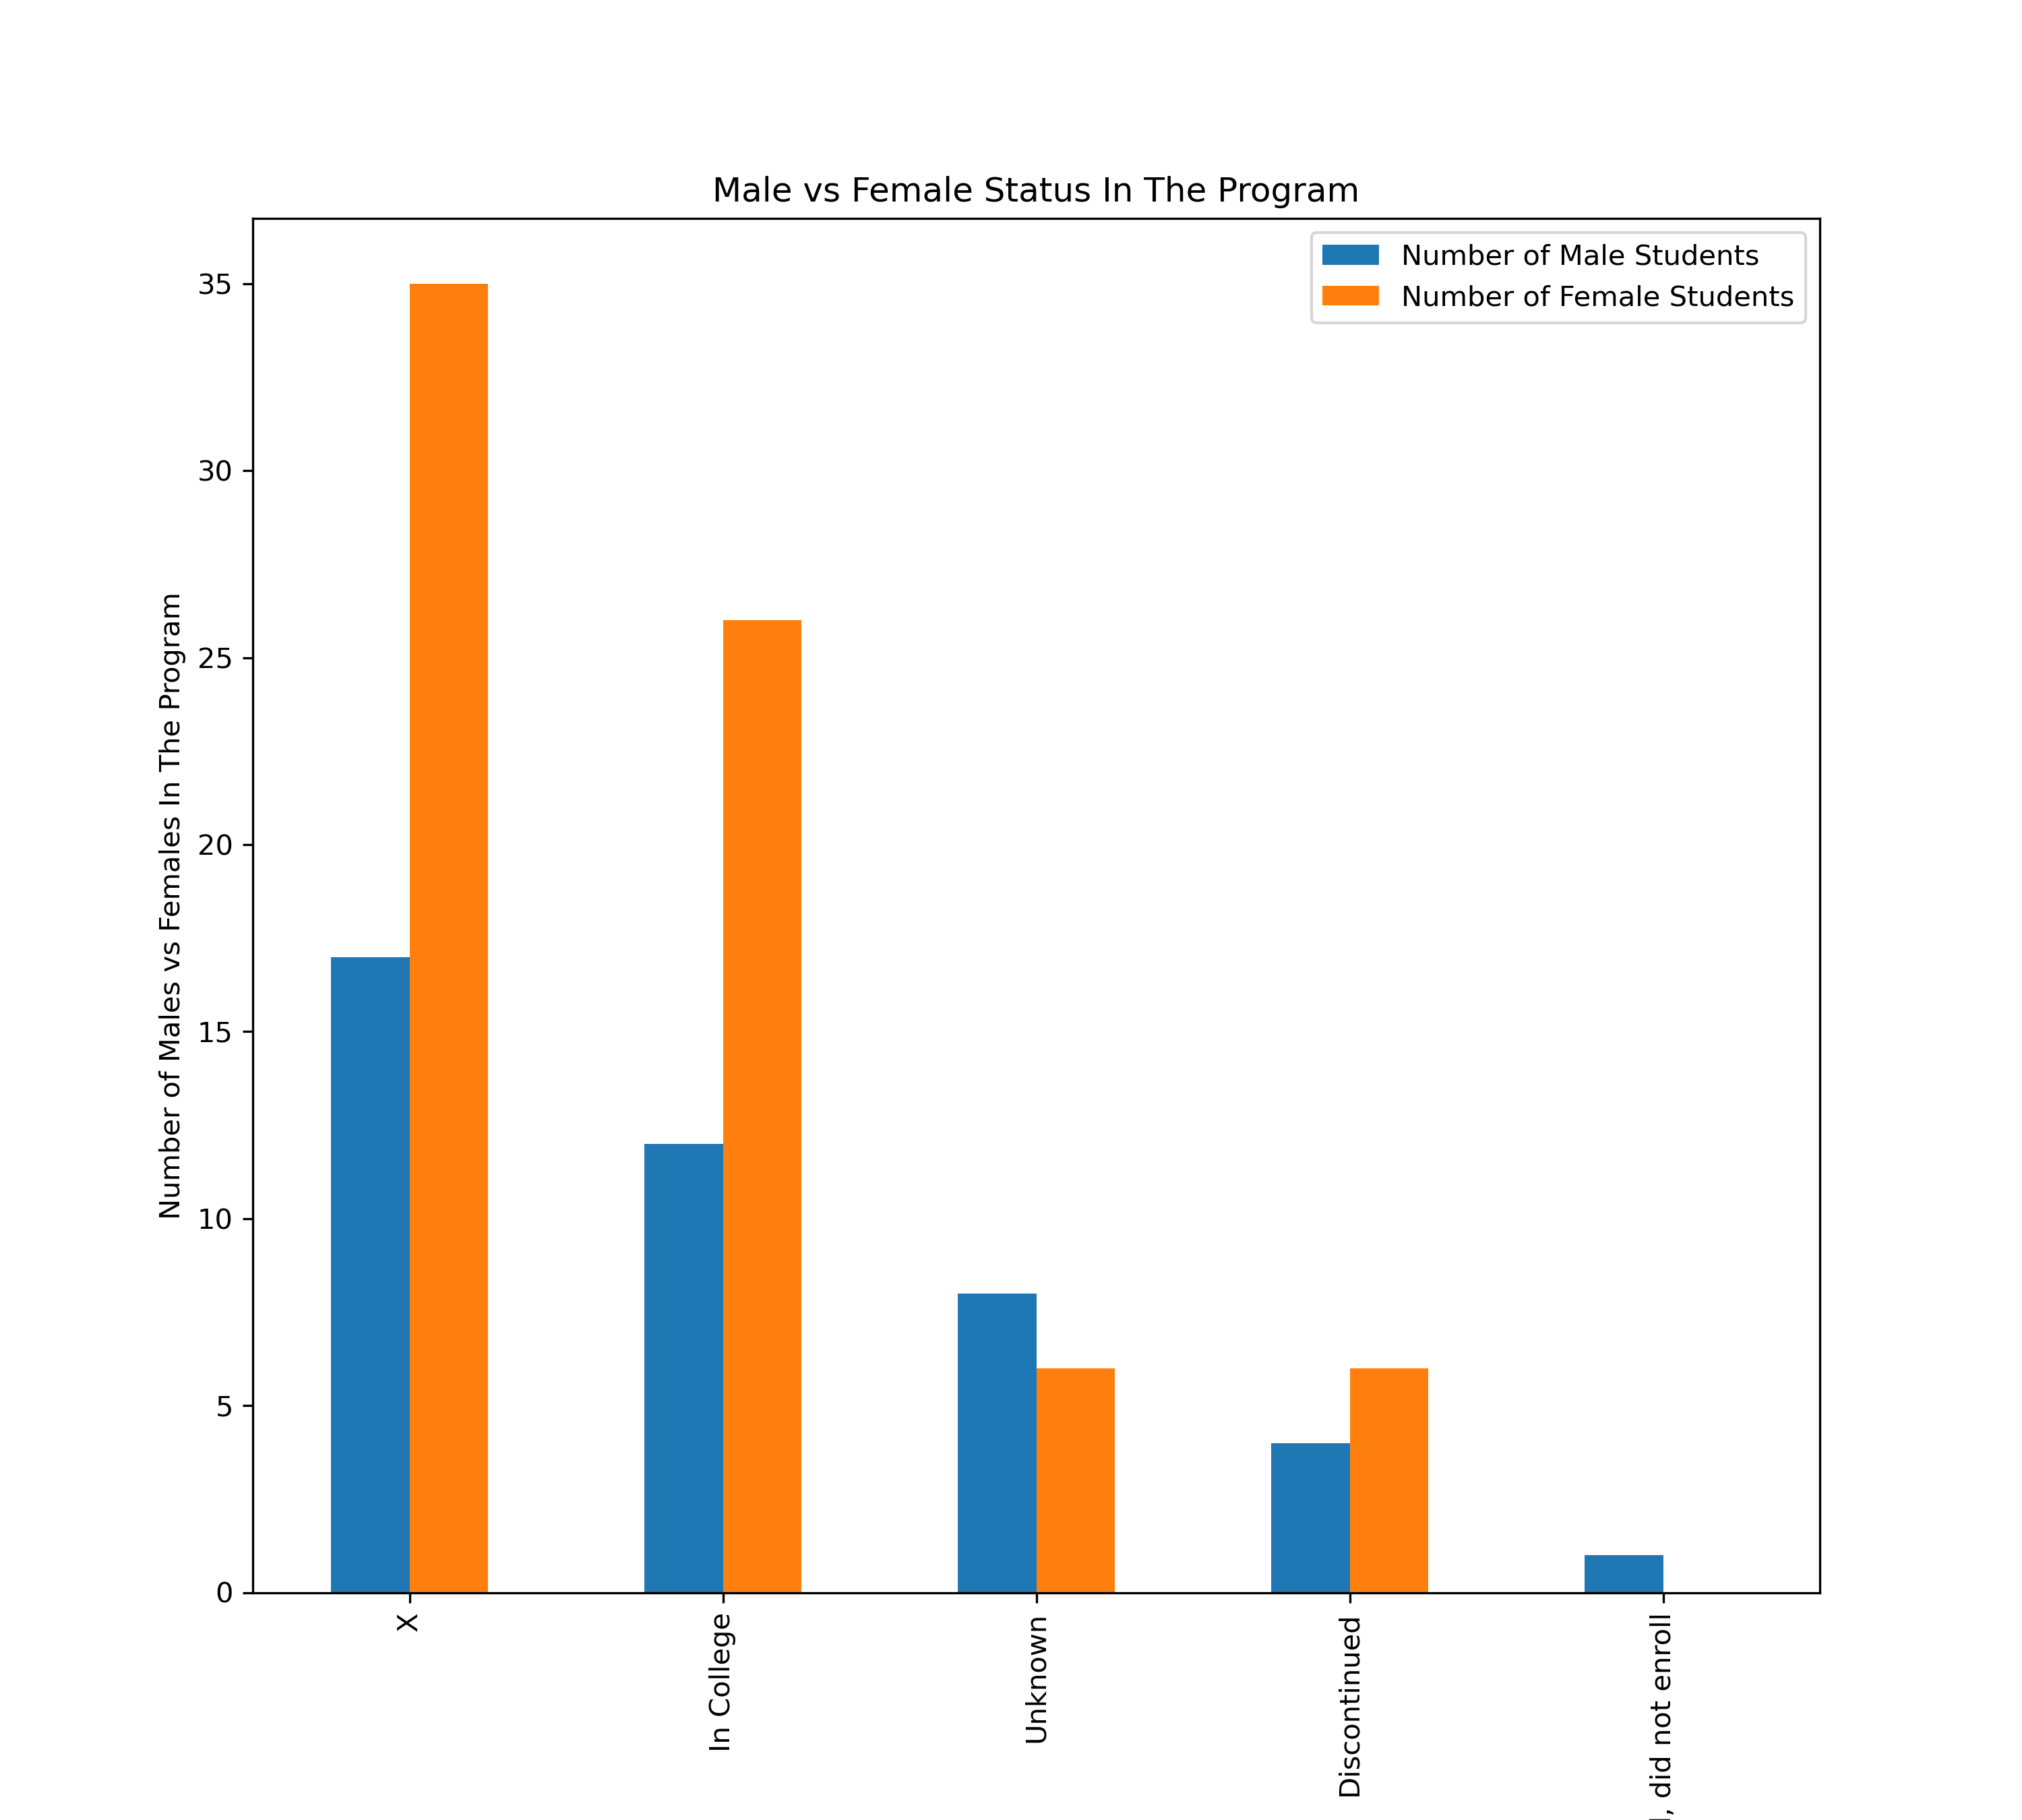 Male vs Female Status In The Program
Number of Male Students
Number of Female Students
Number of Males vs Females In The Program
35
30
25
20
15
10
5
0
X
In College
Unknown
Discontinued
, did not enroll